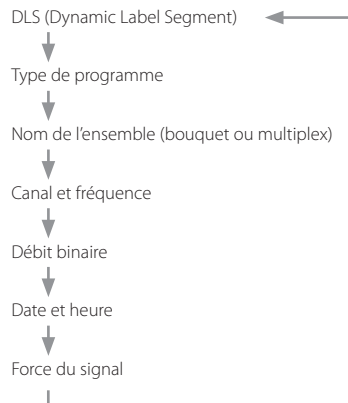 DLS (Dynamic Label Segment)
Type de programme
Nom de l’ensemble (bouquet ou multiplex)
Canal et fréquence
Débit binaire
Date et heure
Force du signal